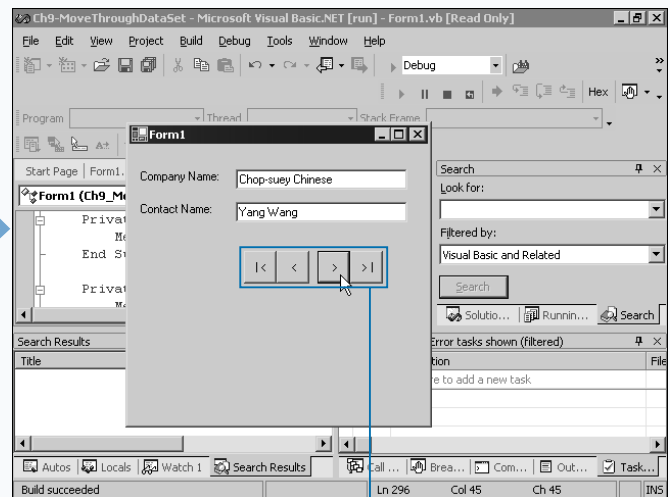 Ch9-MoveThroughDataSet - Microsoft Visual Basic.NET [run] - Form1.vb [Read Only]
File Edit View Project Build Debug Tools Window Help
Debug
Hex
Program Thread Stack Frame
Form1
Start Page Form1.
Search
Company Name: Chop-suey Chinese
Look for:
Form1 (Ch9_Mo
Contact Name: Yang Wang
Privat
Filtered by:
Me
Visual Basic and Related
End Su
|< < > >|
Search
Privat
Solutio... Runnin... Search
Search Results
Error tasks shown (filtered)
Title
tion File
re to add a new task
Autos Locals Watch 1 Search Results Call ... Brea... Com... Out... Task...
Build succeeded Ln 296 Col 45 Ch 45 INS